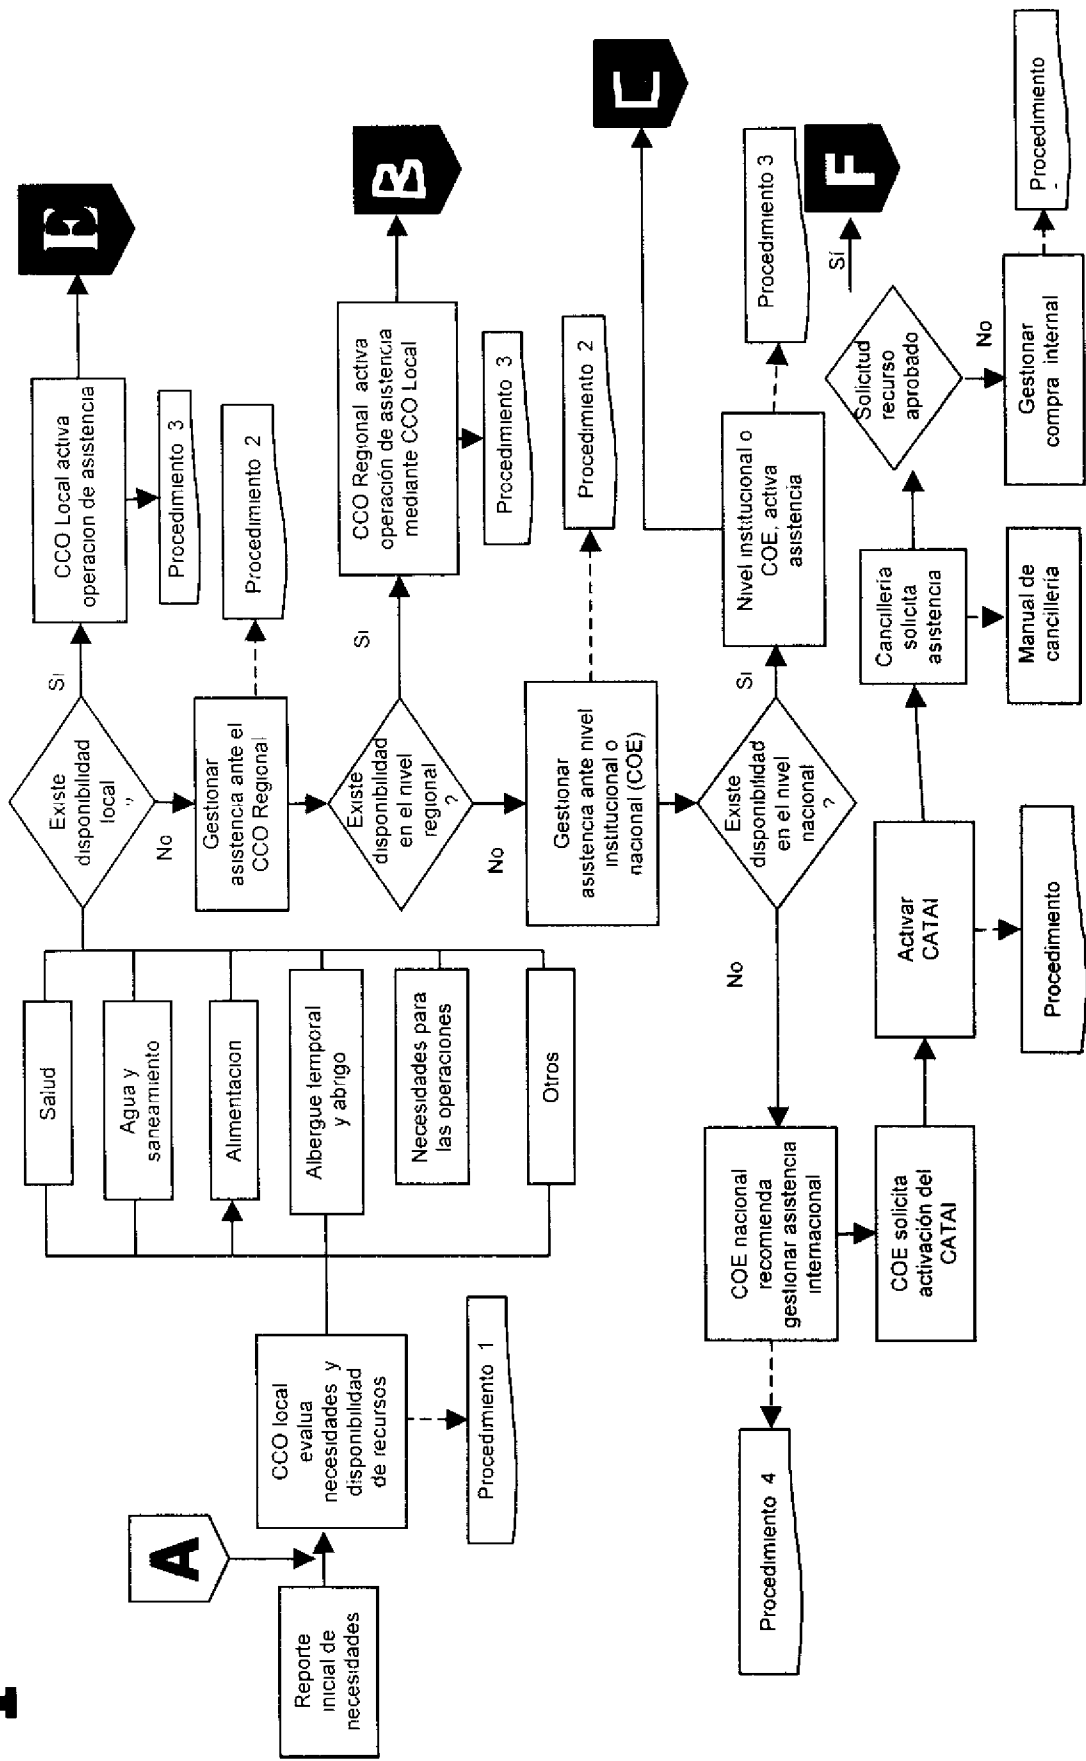 A
Reporte
inicial de
necesidades
CCO local
evalua
necesidades y
disponibilidad
de recursos
Procedimiento 1
Salud
Agua y
saneamiento
Alimentacion
Albergue temporal
y abrigo
Necesidades para
las operaciones
Otros
Existe
disponibilidad
local
Si
CCO Local activa
operacion de asistencia
E
Procedimiento 3
No
Gestionar
asistencia ante el
CCO Regional
Procedimiento 2
Existe
disponibilidad
en el nivel
regional
?
Si
CCO Regional activa
operación de asistencia
mediante CCO Local
B
Procedimiento 3
No
Gestionar
asistencia ante nivel
institucional o
nacional (COE)
Procedimiento 2
Existe
disponibilidad
en el nivel
nacional
?
Si
Nivel institucional o
COE, activa
asistencia
C
Procedimiento 3
No
COE nacional
recomienda
gestionar asistencia
internacional
Procedimiento 4
COE solicita
activación del
CATAI
Activar
CATAI
Procedimiento
Cancillería
solicita
asistencia
Manual de
cancillería
Solicitud
recurso
aprobado
Sí
F
No
Gestionar
compra internal
Procedimiento